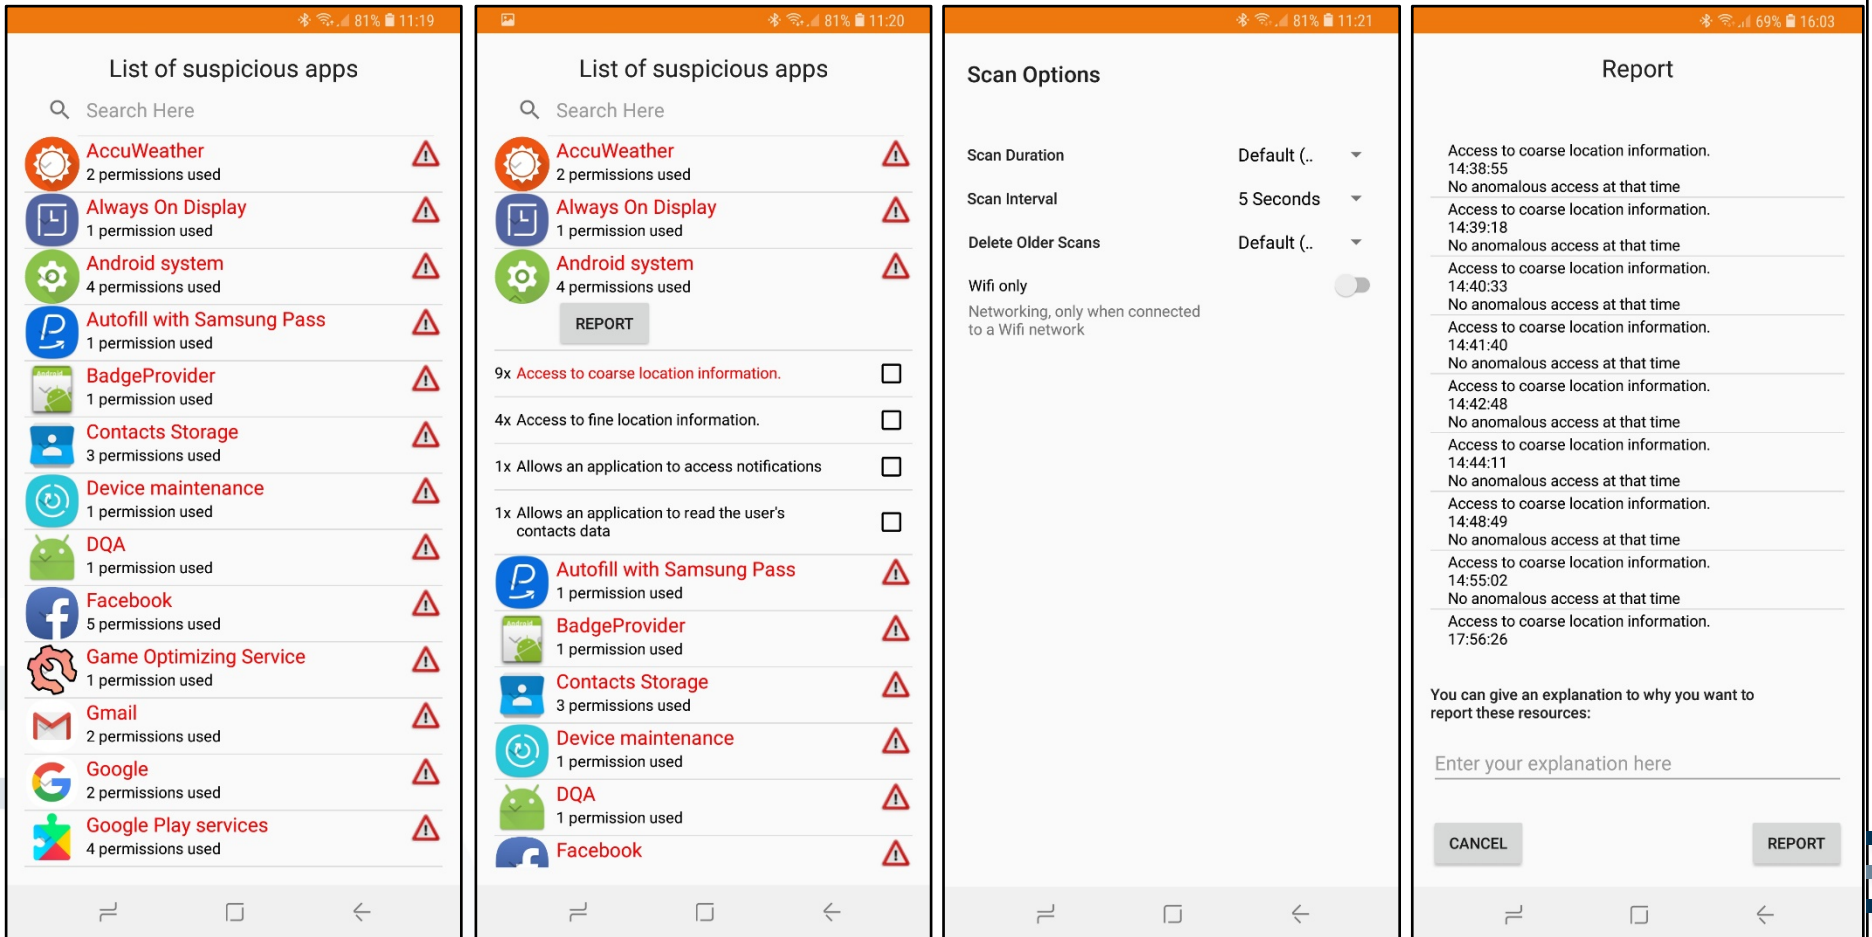 81% 11:19
List of suspicious apps
Search Here
AccuWeather
2 permissions used
Always On Display
1 permission used
Android system
4 permissions used
Autofill with Samsung Pass
1 permission used
Android
BadgeProvider
1 permission used
Contacts Storage
3 permissions used
Device maintenance
1 permission used
DQA
1 permission used
Facebook
5 permissions used
Game Optimizing Service
1 permission used
Gmail
2 permissions used
Google
2 permissions used
Google Play services
4 permissions used
81% 11:20
List of suspicious apps
Search Here
AccuWeather
2 permissions used
Always On Display
1 permission used
Android system
4 permissions used
REPORT
9x Access to coarse location information.
4x Access to fine location information.
1x Allows an application to access notifications
1x Allows an application to read the user's
contacts data
Autofill with Samsung Pass
1 permission used
Android
BadgeProvider
1 permission used
Contacts Storage
3 permissions used
Device maintenance
1 permission used
DQA
1 permission used
Facebook
81% 11:21
Scan Options
Scan Duration Default (..
Scan Interval 5 Seconds
Delete Older Scans Default (..
Wifi only
Networking, only when connected
to a Wifi network
69% 16:03
Report
Access to coarse location information.
14:38:55
No anomalous access at that time
Access to coarse location information.
14:39:18
No anomalous access at that time
Access to coarse location information.
14:40:33
No anomalous access at that time
Access to coarse location information.
14:41:40
No anomalous access at that time
Access to coarse location information.
14:42:48
No anomalous access at that time
Access to coarse location information.
14:44:11
No anomalous access at that time
Access to coarse location information.
14:48:49
No anomalous access at that time
Access to coarse location information.
14:55:02
No anomalous access at that time
Access to coarse location information.
17:56:26
You can give an explanation to why you want to
report these resources:
Enter your explanation here
CANCEL REPORT